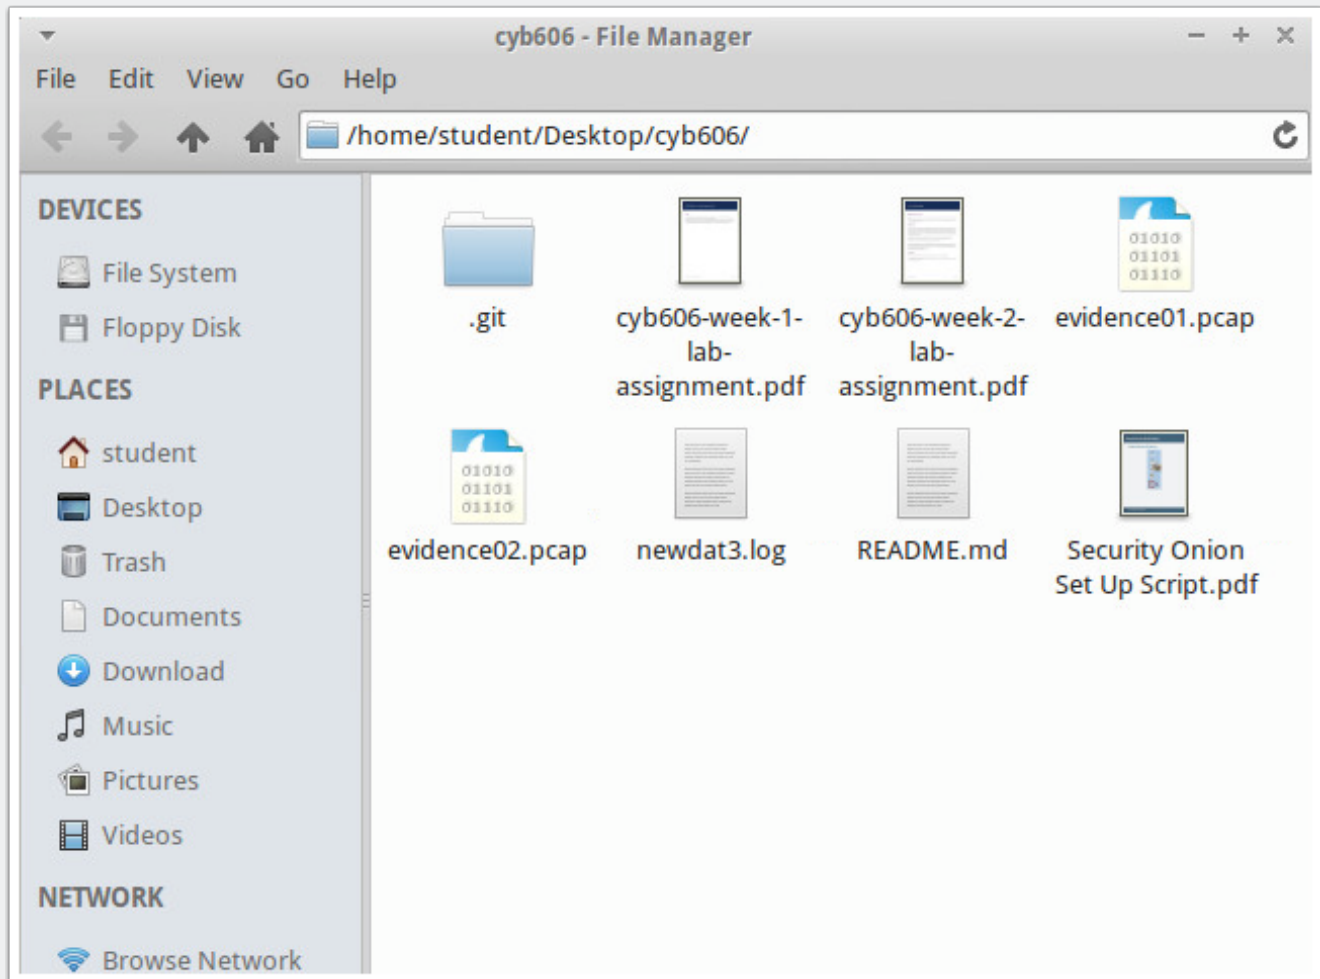 cyb606 - File Manager
File Edit View Go Help
/home/student/Desktop/cyb606/
DEVICES
File System
Floppy Disk
PLACES
student
Desktop
Trash
Documents
Download
Music
Pictures
Videos
NETWORK
Browse Network
.git
cyb606-week-1-
lab-
assignment.pdf
cyb606-week-2-
lab-
assignment.pdf
01010
01101
01110
evidence01.pcap
01010
01101
01110
evidence02.pcap
newdat3.log
README.md
Security Onion
Set Up Script.pdf